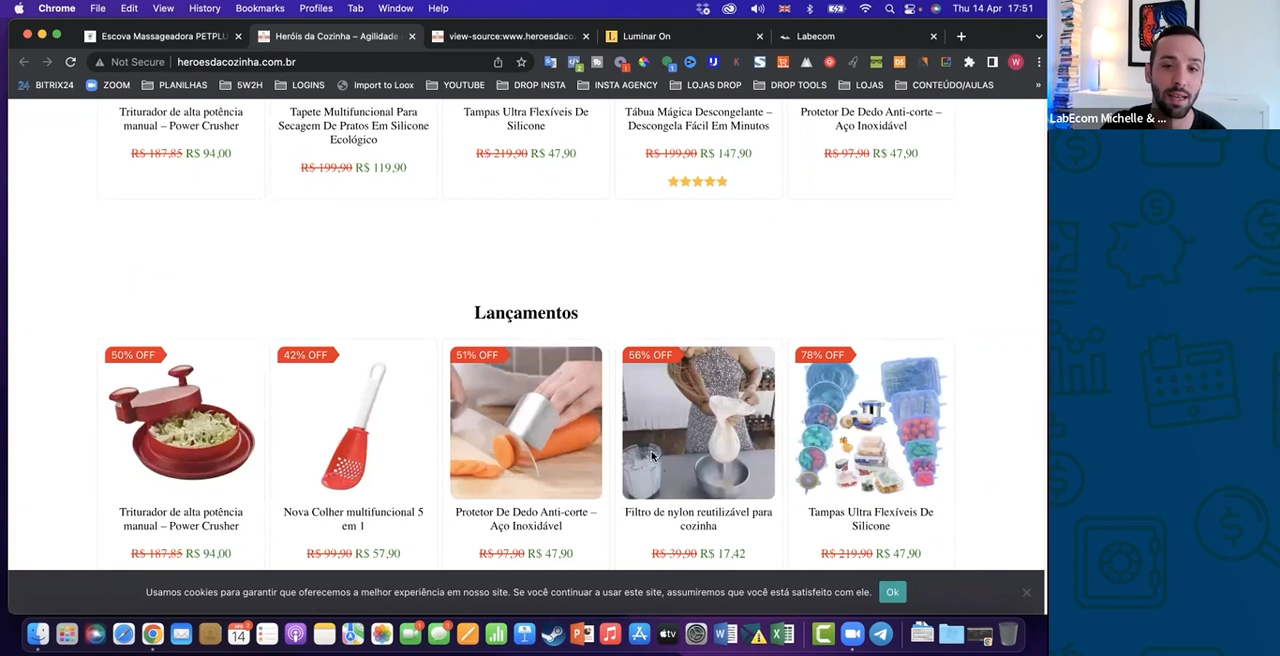 Chrome File Edit View History Bookmarks Profiles Tab Window Help Thu 14 Apr 17:51
Escova Massageadora PETPLU Heróis da Cozinha – Agilidade view-source:www.heroesdacoz Luminar On Labecom
Not Secure heroesdacozinha.com.br
BITRIX24 ZOOM PLANILHAS 5W2H LOGINS Import to Loox YOUTUBE DROP INSTA INSTA AGENCY LOJAS DROP DROP TOOLS LOJAS CONTEÚDO/AULAS
LabEcom Michelle & ...
Triturador de alta potência
manual – Power Crusher
R$ 187,85 R$ 94,00
Tapete Multifuncional Para
Secagem De Pratos Em Silicone
Ecológico
R$ 199,90 R$ 119,90
Tampas Ultra Flexíveis De
Silicone
R$ 219,90 R$ 47,90
Tábua Mágica Descongelante –
Descongela Fácil Em Minutos
R$ 199,90 R$ 147,90
Protetor De Dedo Anti-corte –
Aço Inoxidável
R$ 97,90 R$ 47,90
Lançamentos
50% OFF
Triturador de alta potência
manual – Power Crusher
R$ 187,85 R$ 94,00
42% OFF
Nova Colher multifuncional 5
em 1
R$ 99,90 R$ 57,90
51% OFF
Protetor De Dedo Anti-corte –
Aço Inoxidável
R$ 97,90 R$ 47,90
56% OFF
Filtro de nylon reutilizável para
cozinha
R$ 39,90 R$ 17,42
78% OFF
Tampas Ultra Flexíveis De
Silicone
R$ 219,90 R$ 47,90
Usamos cookies para garantir que oferecemos a melhor experiência em nosso site. Se você continuar a usar este site, assumiremos que você está satisfeito com ele. Ok